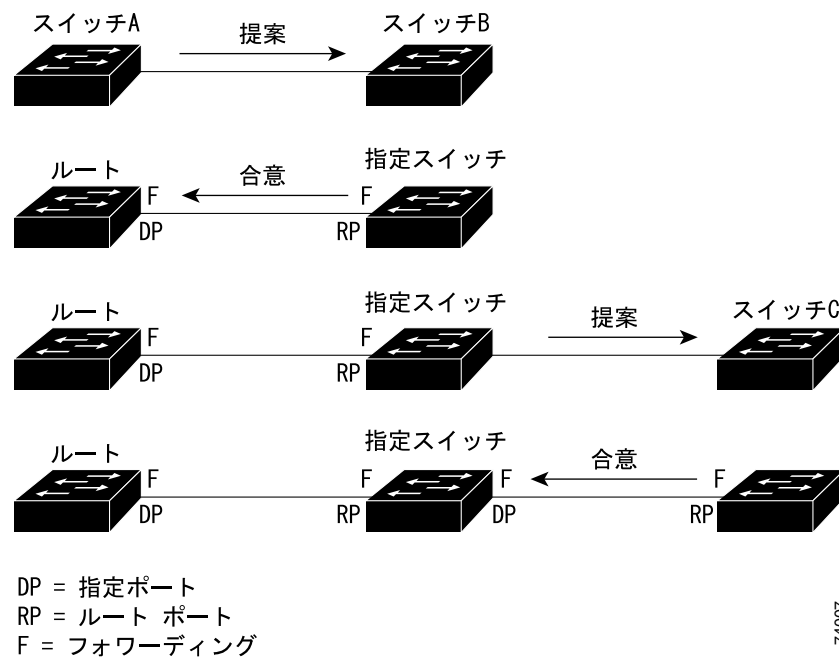 スイッチA
提案
スイッチB
ルート
F
合意
F
指定スイッチ
DP
RP
ルート
F
F
指定スイッチ
提案
スイッチC
DP
RP
ルート
F
F
指定スイッチ
F
合意
F
DP
RP
DP
RP
DP = 指定ポート
RP = ルート ポート
F = フォワーディング